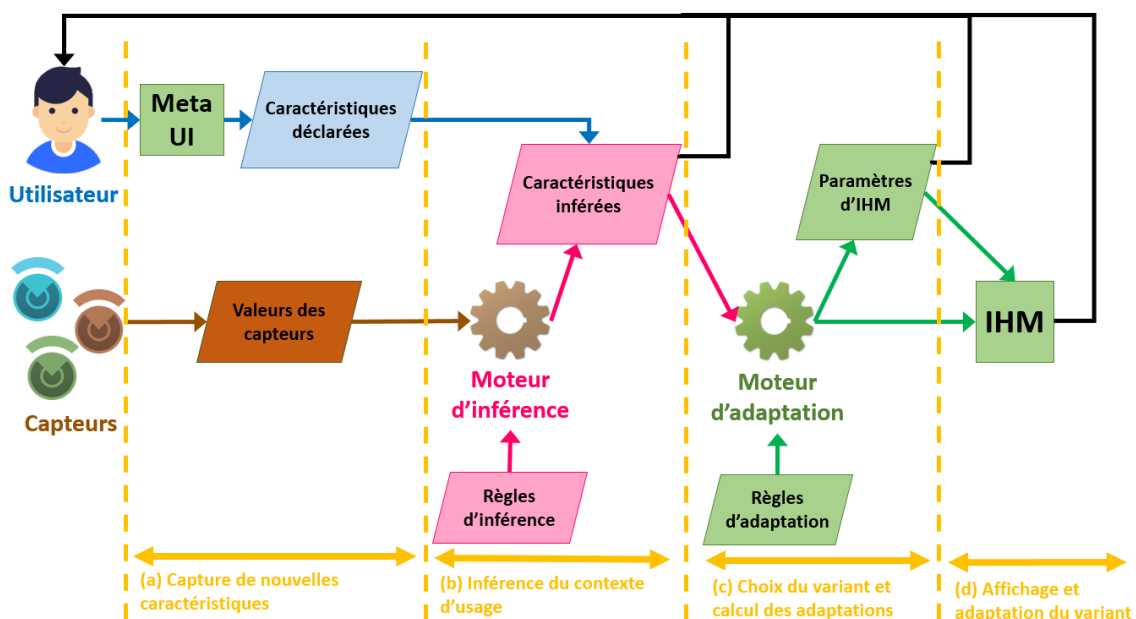 Meta
UI
Caractéristiques
déclarées
Utilisateur
Caractéristiques
inférées
Paramètres
d'IHM
Valeurs des
capteurs
IHM
Capteurs
Moteur
d'inférence
Moteur
d'adaptation
Règles
d'inférence
Règles
d'adaptation
(a) Capture de nouvelles
caractéristiques
(b) Inférence du contexte
d'usage
(c) Choix du variant et
calcul des adaptations
(d) Affichage et
adaptation du variant